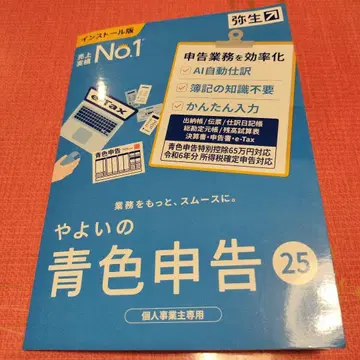 インストール版
弥生
売上
実績
No.1
申告業務を効率化
AI自動仕訳
簿記の知識不要
かんたん入力
出納帳/伝票/仕訳日記帳
総勘定元帳/残高試算表
決算書・申告書・e-Tax
青色申告特別控除65万円対応
令和6年分 所得税確定申告対応
e-Tax
青色申告
業務をもっと、スムースに。
やよいの
青色申告 25
個人事業主専用